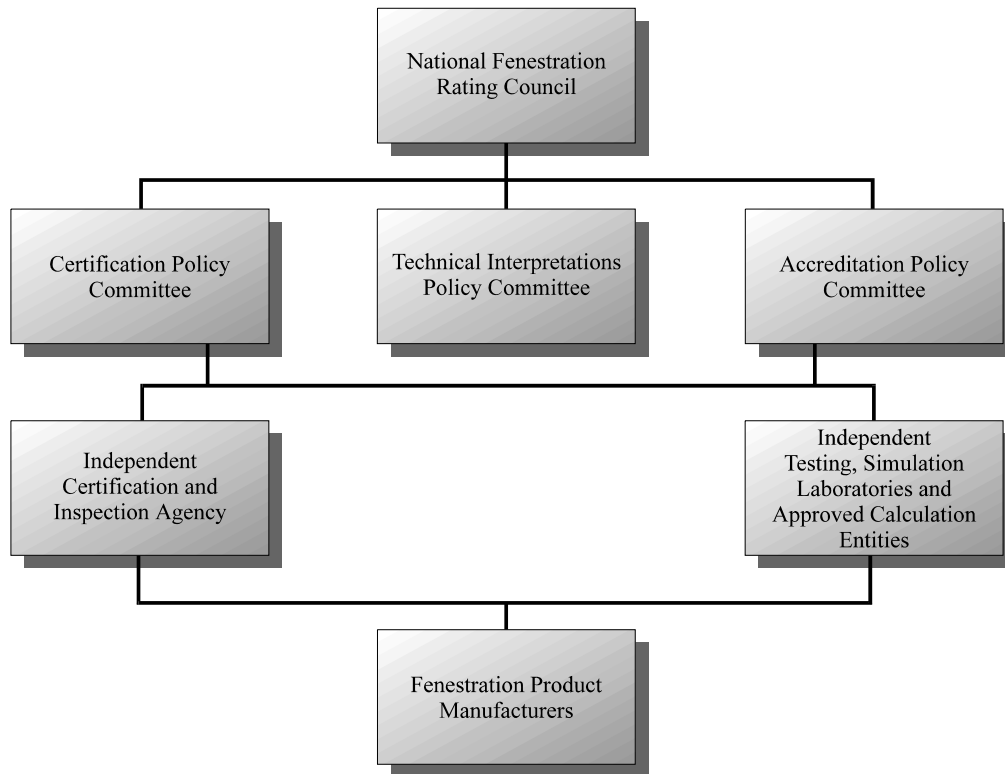 National Fenestration
Rating Council
Certification Policy
Committee
Technical Interpretations
Policy Committee
Accreditation Policy
Committee
Independent
Certification and
Inspection Agency
Independent
Testing, Simulation
Laboratories and
Approved Calculation
Entities
Fenestration Product
Manufacturers